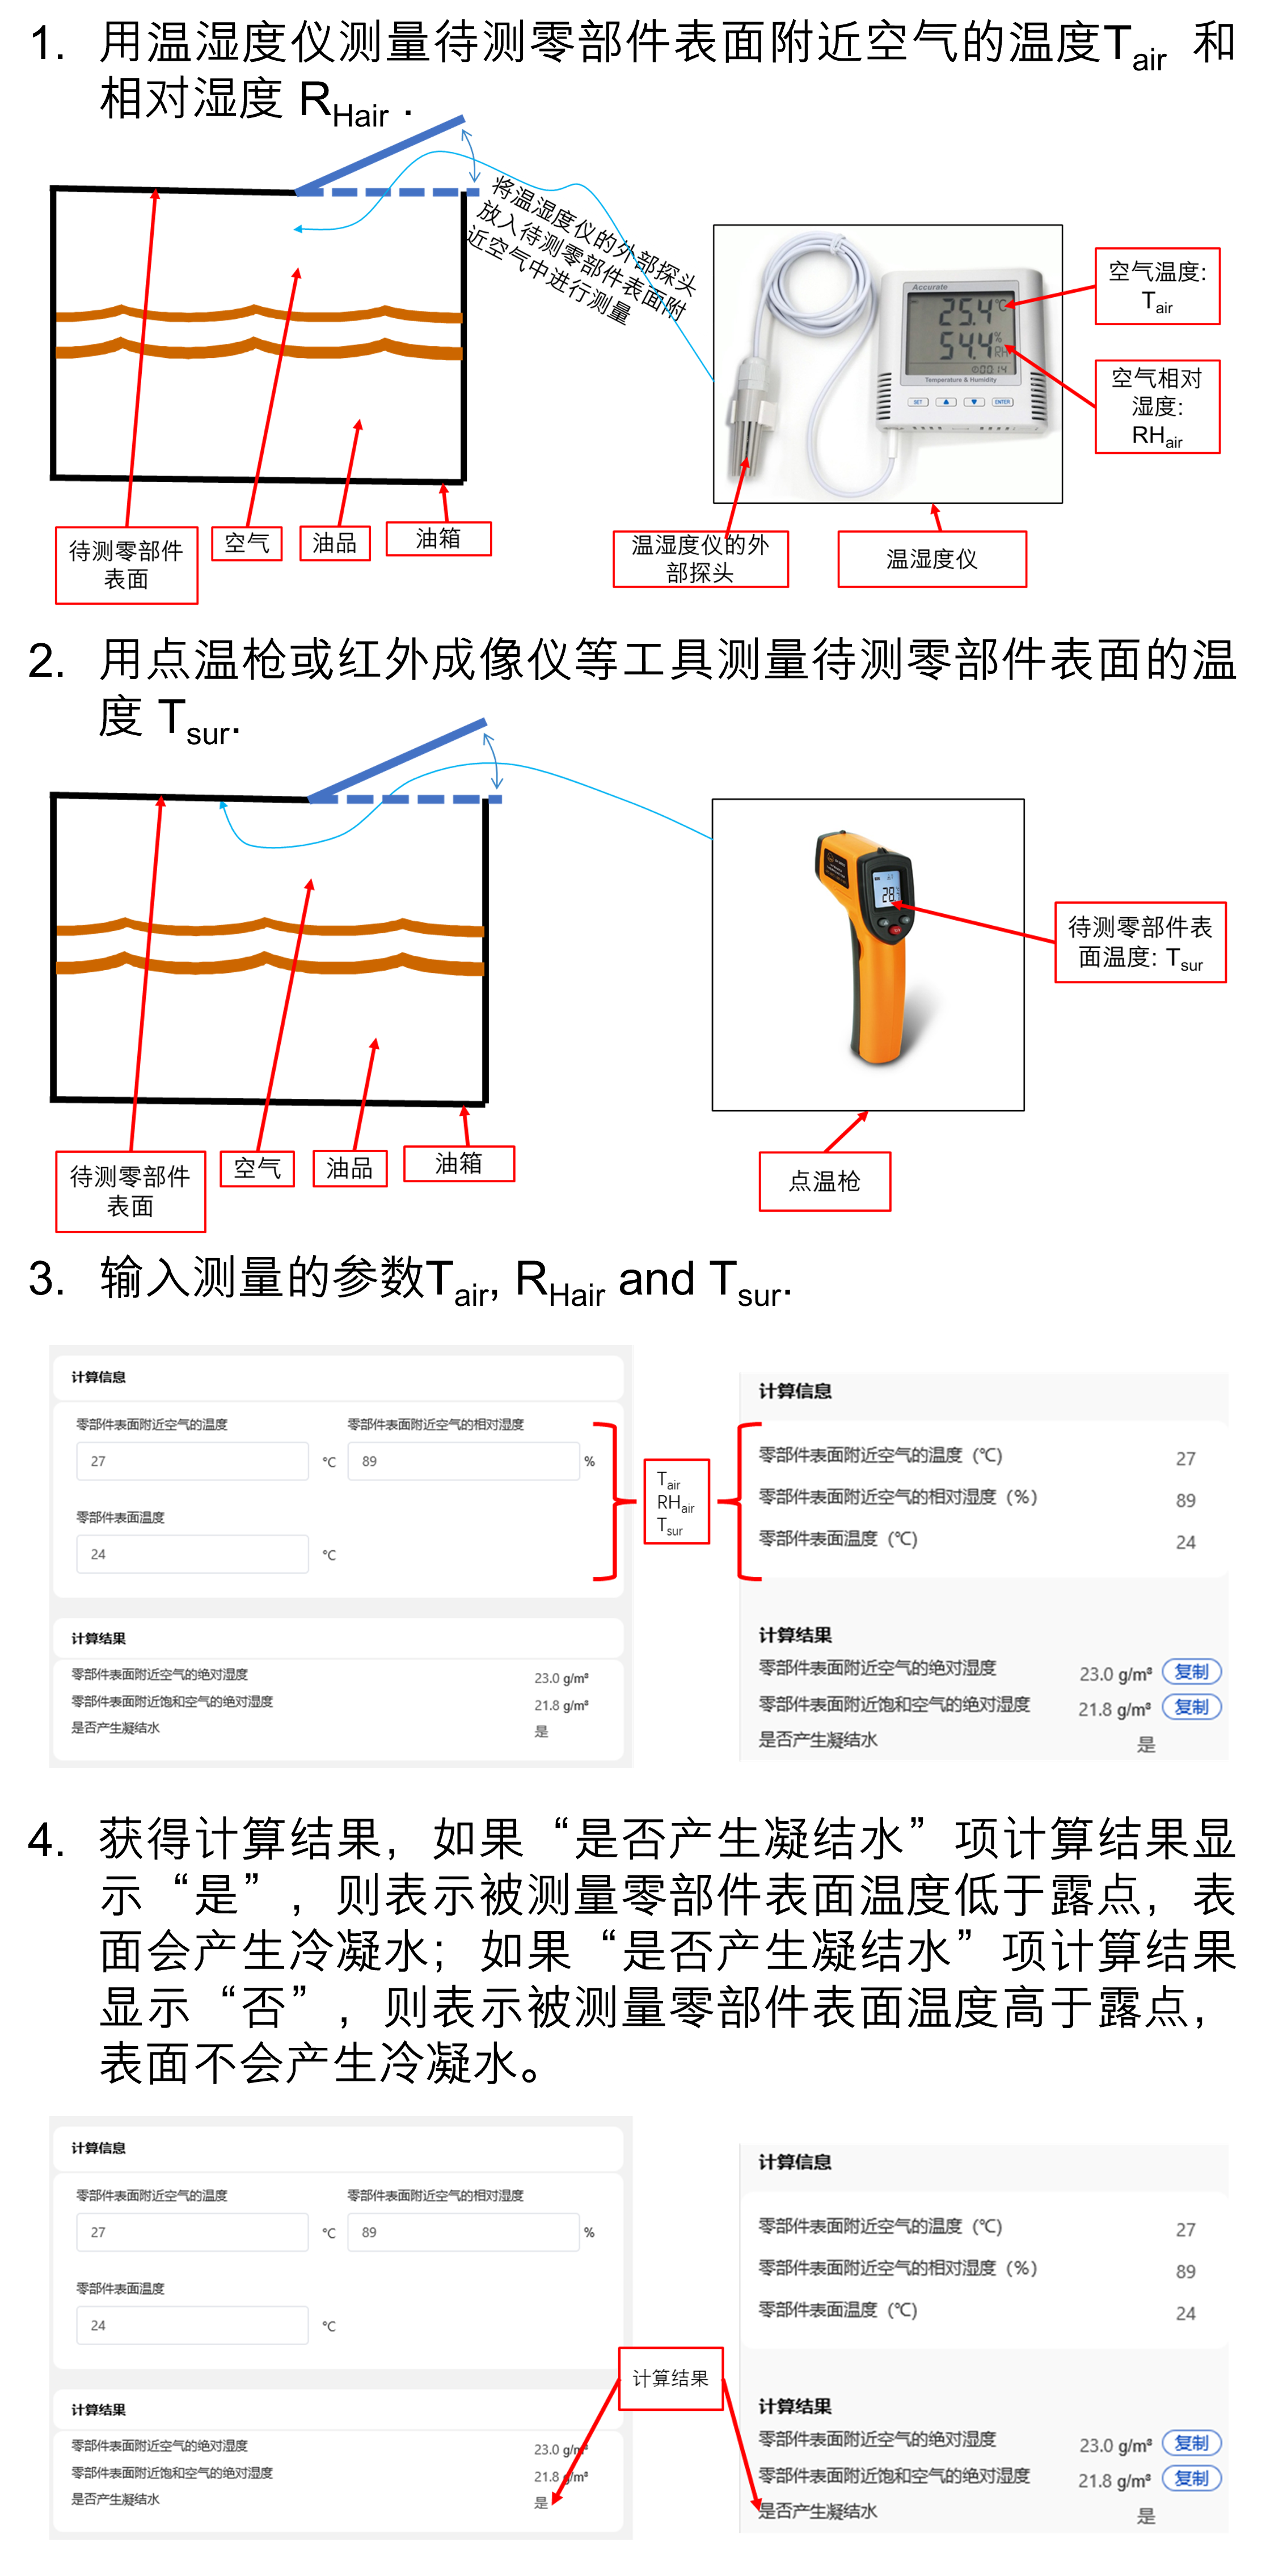 1. 用温湿度仪测量待测零部件表面附近空气的温度Tair 和
相对湿度 RHair .
将温湿度仪的外部探头
放入待测零部件表面附
近空气中进行测量
Accurate
25.4℃
54.4%RH
00014
Temperature & Humidity
SET
ENTER
空气温度:
Tair
空气相对
湿度:
RHair
待测零部件
表面
空气
油品
油箱
温湿度仪的外
部探头
温湿度仪
2. 用点温枪或红外成像仪等工具测量待测零部件表面的温
度 Tsur.
待测零部件表
面温度: Tsur
待测零部件
表面
空气
油品
油箱
点温枪
3. 输入测量的参数Tair, RHair and Tsur.
计算信息
零部件表面附近空气的温度 零部件表面附近空气的相对湿度
27 ℃ 89 %
零部件表面温度
24 ℃
计算结果
零部件表面附近空气的绝对湿度 23.0 g/m³
零部件表面附近饱和空气的绝对湿度 21.8 g/m³
是否产生凝结水 是
Tair
RHair
Tsur
计算信息
零部件表面附近空气的温度（℃） 27
零部件表面附近空气的相对湿度（%） 89
零部件表面温度（℃） 24
计算结果
零部件表面附近空气的绝对湿度 23.0 g/m³ 复制
零部件表面附近饱和空气的绝对湿度 21.8 g/m³ 复制
是否产生凝结水 是
4. 获得计算结果，如果“是否产生凝结水”项计算结果显
示“是”，则表示被测量零部件表面温度低于露点，表
面会产生冷凝水；如果“是否产生凝结水”项计算结果
显示“否”，则表示被测量零部件表面温度高于露点，
表面不会产生冷凝水。
计算信息
零部件表面附近空气的温度 零部件表面附近空气的相对湿度
27 ℃ 89 %
零部件表面温度
24 ℃
计算结果
零部件表面附近空气的绝对湿度 23.0 g/m³
零部件表面附近饱和空气的绝对湿度 21.8 g/m³
是否产生凝结水 是
计算结果
计算信息
零部件表面附近空气的温度（℃） 27
零部件表面附近空气的相对湿度（%） 89
零部件表面温度（℃） 24
计算结果
零部件表面附近空气的绝对湿度 23.0 g/m³ 复制
零部件表面附近饱和空气的绝对湿度 21.8 g/m³ 复制
是否产生凝结水 是